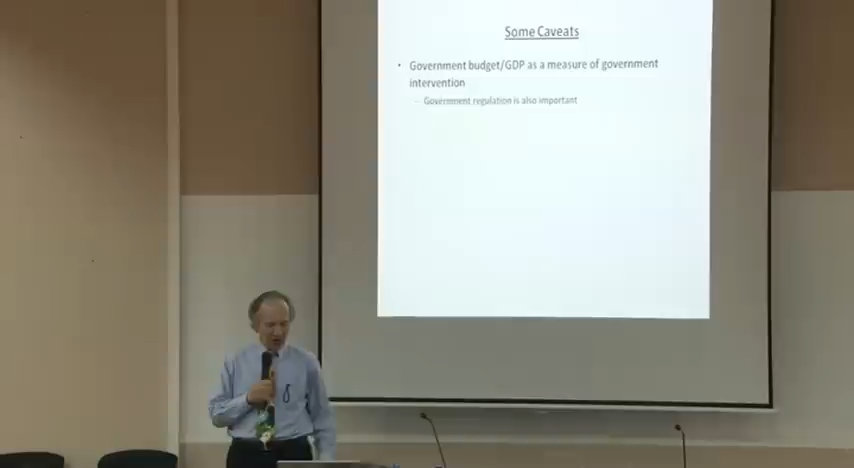 Some Caveats
• Government budget/GDP as a measure of government
intervention
– Government regulation is also important